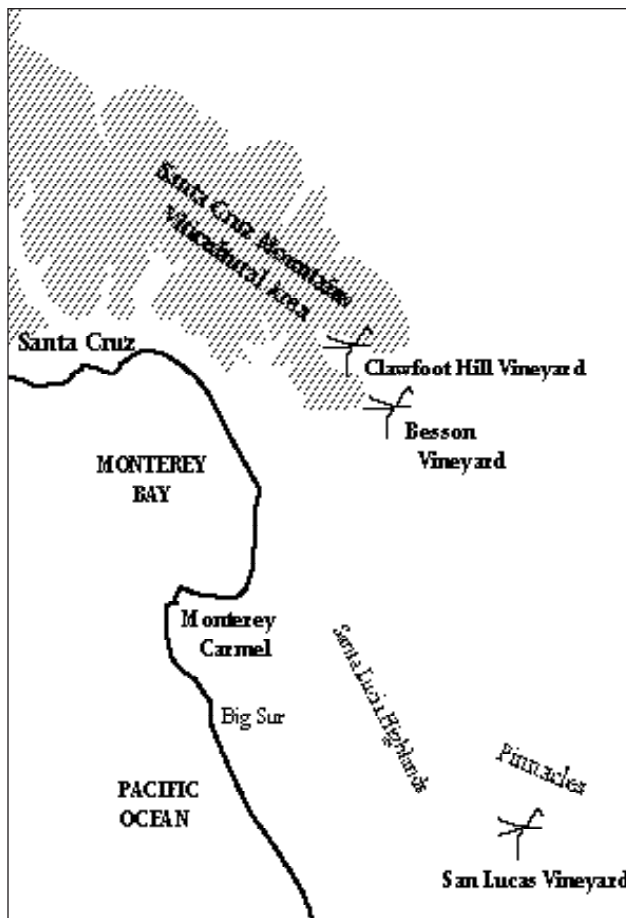 Santa Cruz Mountains
Viticultural Area
Santa Cruz
Clawfoot Hill Vineyard
Besson
Vineyard
MONTEREY
BAY
Monterey
Carmel
Santa Lucia Highlands
Big Sur
Pinnacles
PACIFIC
OCEAN
San Lucas Vineyard